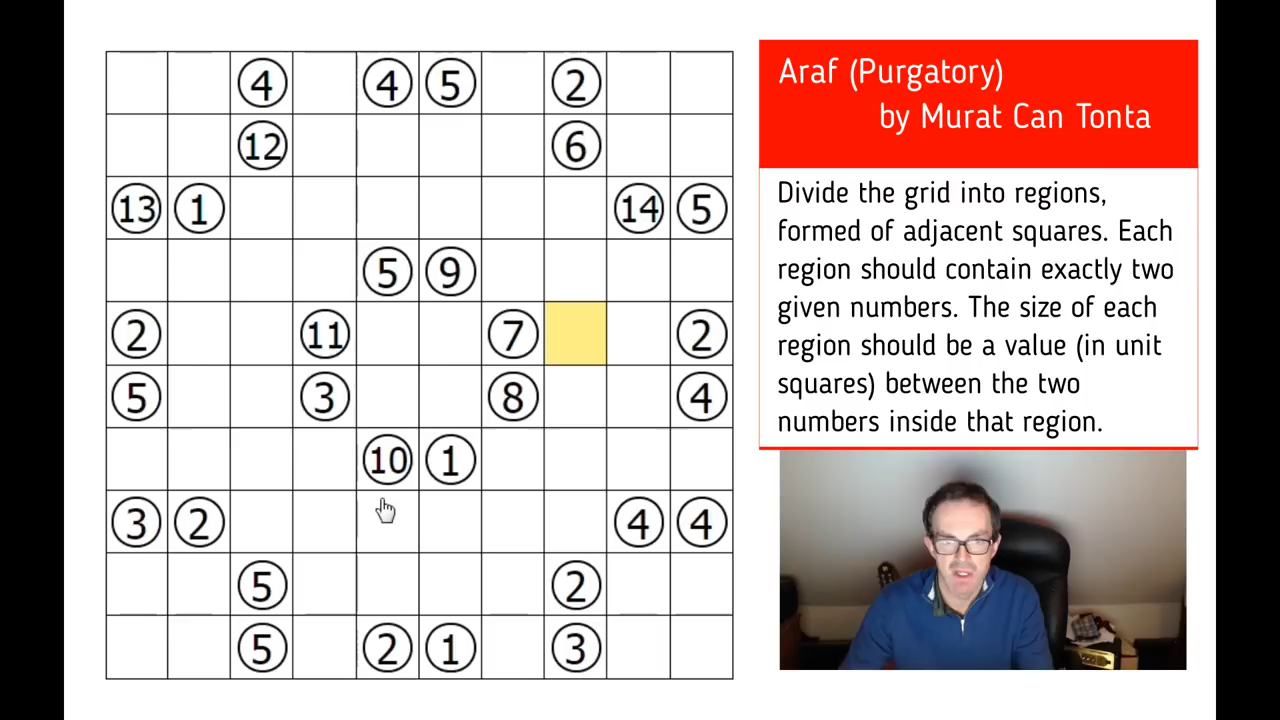 4 4 5 2
12 6
13 1 14 5
5 9
2 11 7 2
5 3 8 4
10 1
3 2 4 4
5 2
5 2 1 3
Araf (Purgatory)
by Murat Can Tonta
Divide the grid into regions,
formed of adjacent squares. Each
region should contain exactly two
given numbers. The size of each
region should be a value (in unit
squares) between the two
numbers inside that region.